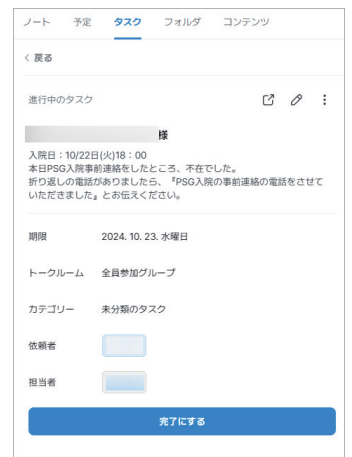 ノート 予定 タスク フォルダ コンテンツ
< 戻る
進行中のタスク
様
入院日：10/22日(火)18：00
本日PSG入院事前連絡をしたところ、不在でした。
折り返しの電話がありましたら、『PSG入院の事前連絡の電話をさせて
いただきました』とお伝えください。
期限 2024. 10. 23. 水曜日
トークルーム 全員参加グループ
カテゴリー 未分類のタスク
依頼者
担当者
完了にする